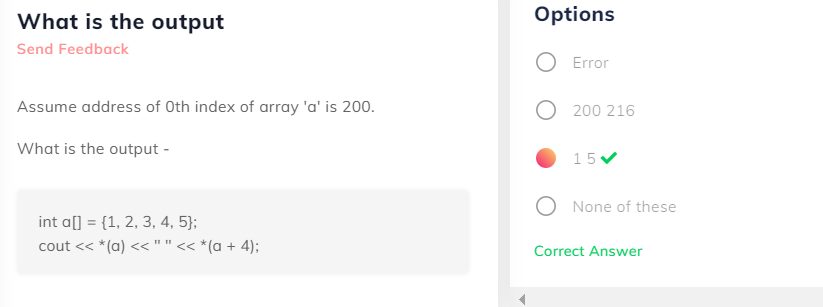 What is the output
Send Feedback
Assume address of 0th index of array 'a' is 200.
What is the output -
int a[] = {1, 2, 3, 4, 5};
cout << *(a) << " " << *(a + 4);
Options
Error
200 216
1 5
None of these
Correct Answer